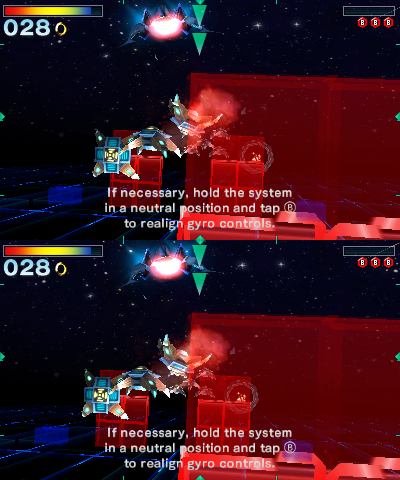 028
B B B
If necessary, hold the system
in a neutral position and tap Ⓑ
to realign gyro controls.
028
B B B
If necessary, hold the system
in a neutral position and tap Ⓑ
to realign gyro controls.